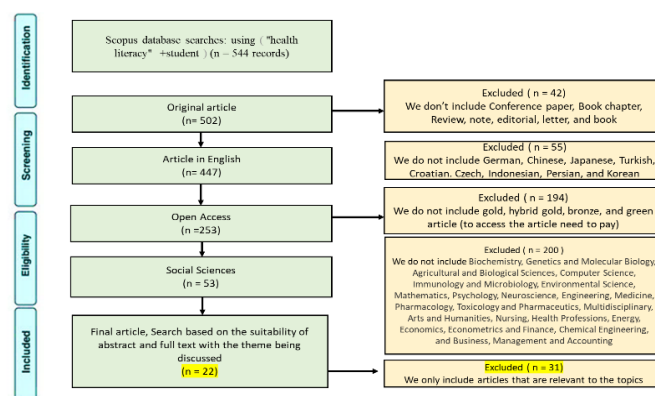 Identification
Scopus database searches: using ( "health
literacy" +student ) (n – 544 records)
Screening
Original article
(n= 502)
Excluded ( n = 42)
We don't include Conference paper, Book chapter,
Review, note, editorial, letter, and book
Article in English
(n= 447)
Excluded ( n = 55)
We do not include German, Chinese, Japanese, Turkish,
Croatian. Czech, Indonesian, Persian, and Korean
Eligibility
Open Access
(n =253)
Excluded ( n = 194)
We do not include gold, hybrid gold, bronze, and green
article (to access the article need to pay)
Social Sciences
(n = 53)
Excluded ( n = 200 )
We do not include Biochemistry, Genetics and Molecular Biology,
Agricultural and Biological Sciences, Computer Science,
Immunology and Microbiology, Environmental Science,
Mathematics, Psychology, Neuroscience, Engineering, Medicine,
Pharmacology, Toxicology and Pharmaceutics, Multidisciplinary,
Arts and Humanities, Nursing, Health Professions, Energy,
Economics, Econometrics and Finance, Chemical Engineering,
and Business, Management and Accounting
Included
Final article, Search based on the suitability of
abstract and full text with the theme being
discussed
(n = 22)
Excluded ( n = 31)
We only include articles that are relevant to the topics